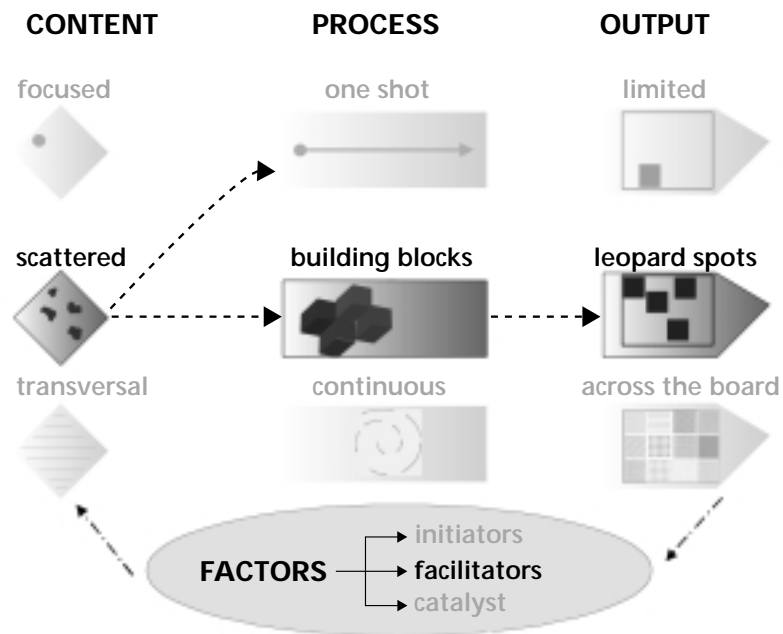 CONTENT PROCESS OUTPUT
focused one shot limited
scattered building blocks leopard spots
transversal continuous across the board
initiators
FACTORS facilitators
catalyst